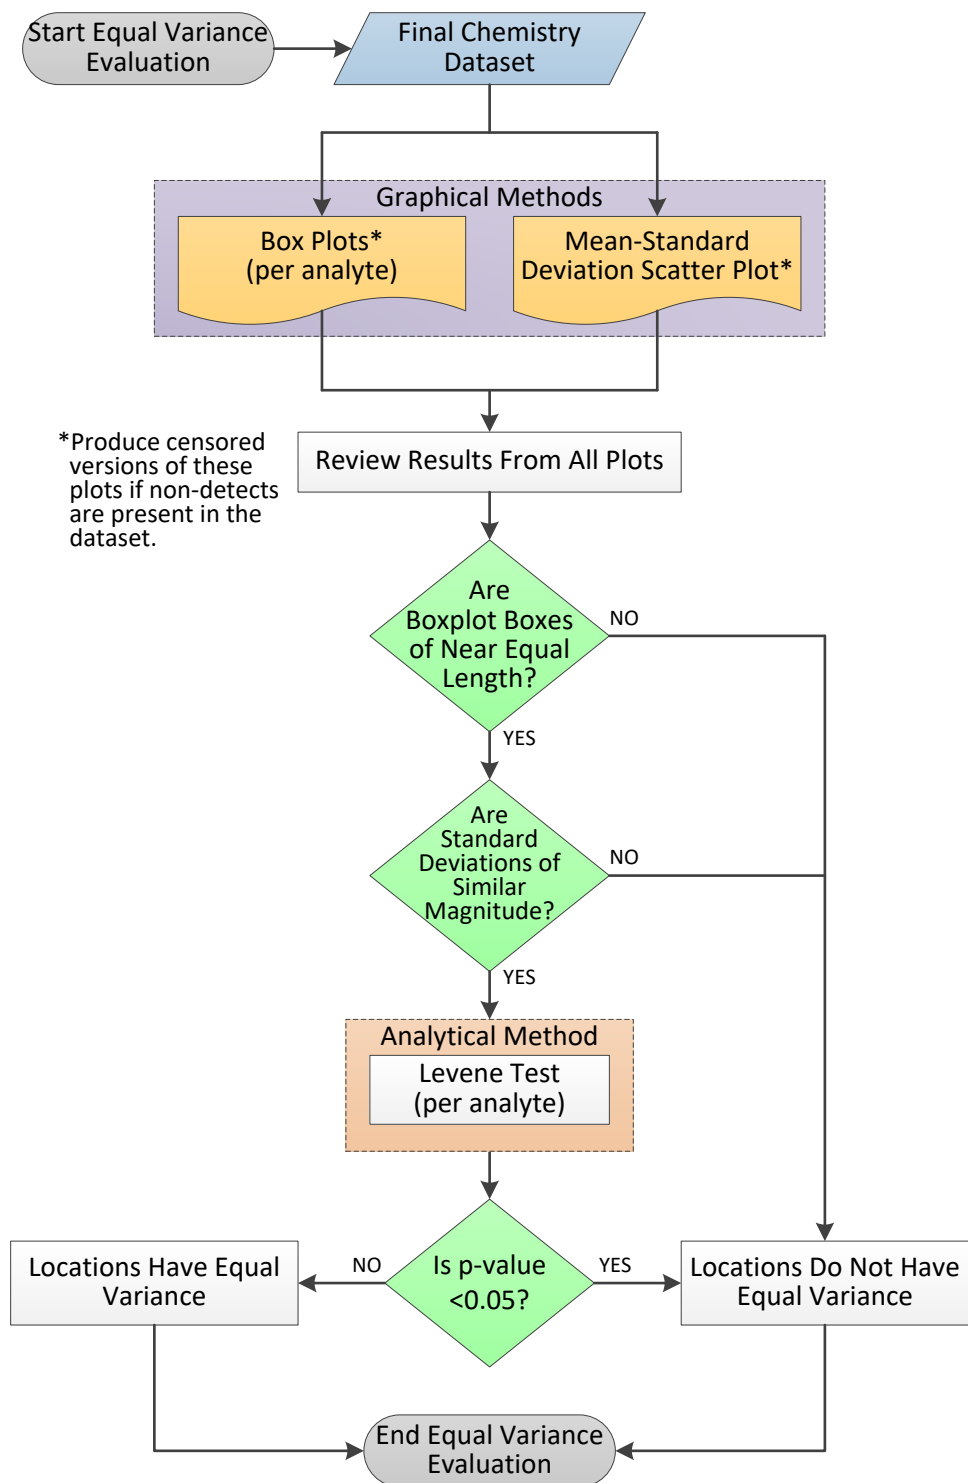 Start Equal Variance
Evaluation
Final Chemistry
Dataset
Graphical Methods
Box Plots*
(per analyte)
Mean-Standard
Deviation Scatter Plot*
*Produce censored
versions of these
plots if non-detects
are present in the
dataset.
Review Results From All Plots
Are
Boxplot Boxes
of Near Equal
Length?
NO
YES
Are
Standard
Deviations of
Similar
Magnitude?
NO
YES
Analytical Method
Levene Test
(per analyte)
Is p-value
<0.05?
NO
YES
Locations Have Equal
Variance
Locations Do Not Have
Equal Variance
End Equal Variance
Evaluation